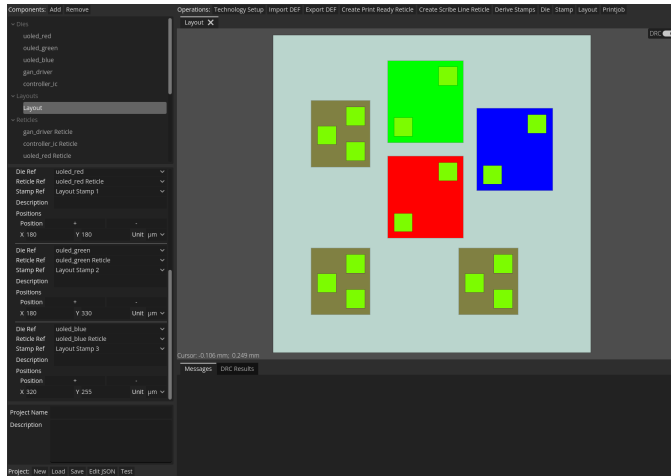 Components: Add Remove
Operations: Technology Setup Import DEF Export DEF Create Print Ready Reticle Create Scribe Line Reticle Derive Stamps Die Stamp Layout Printjob
Layout X
DRC
Dies
uoled_red
ouled_green
uoled_blue
gan_driver
controller_ic
Layouts
Layout
Reticles
gan_driver Reticle
controller_ic Reticle
uoled_red Reticle
Die Ref uoled_red
Reticle Ref uoled_red Reticle
Stamp Ref Layout Stamp 1
Description
Positions
Position + -
X 180 Y 180 Unit µm
Die Ref ouled_green
Reticle Ref ouled_green Reticle
Stamp Ref Layout Stamp 2
Description
Positions
Position + -
X 180 Y 330 Unit µm
Die Ref uoled_blue
Reticle Ref uoled_blue Reticle
Stamp Ref Layout Stamp 3
Description
Positions
Position + -
X 320 Y 255 Unit µm
Cursor: -0.106 mm, 0.249 mm
Messages DRC Results
Project Name
Description
Project: New Load Save Edit JSON Test